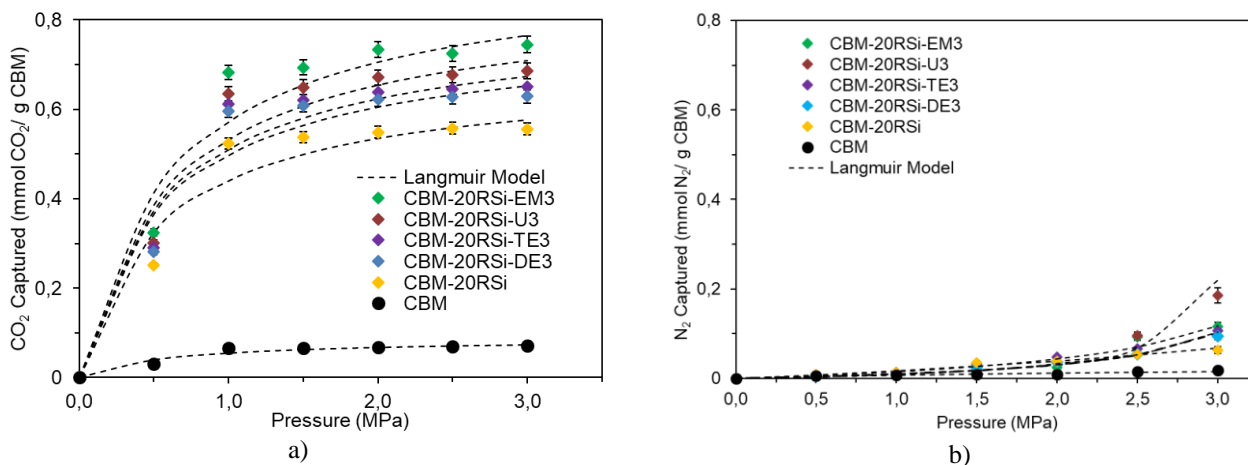 CO₂ Captured (mmol CO₂/ g CBM)
0,8
0,6
0,4
0,2
0
0,0
1,0
2,0
3,0
Pressure (MPa)
Langmuir Model
CBM-20RSi-EM3
CBM-20RSi-U3
CBM-20RSi-TE3
CBM-20RSi-DE3
CBM-20RSi
CBM
a)
N₂ Captured (mmol N₂/ g CBM)
0,8
0,6
0,4
0,2
0
0,0
0,5
1,0
1,5
2,0
2,5
3,0
Pressure (MPa)
CBM-20RSi-EM3
CBM-20RSi-U3
CBM-20RSi-TE3
CBM-20RSi-DE3
CBM-20RSi
CBM
Langmuir Model
b)